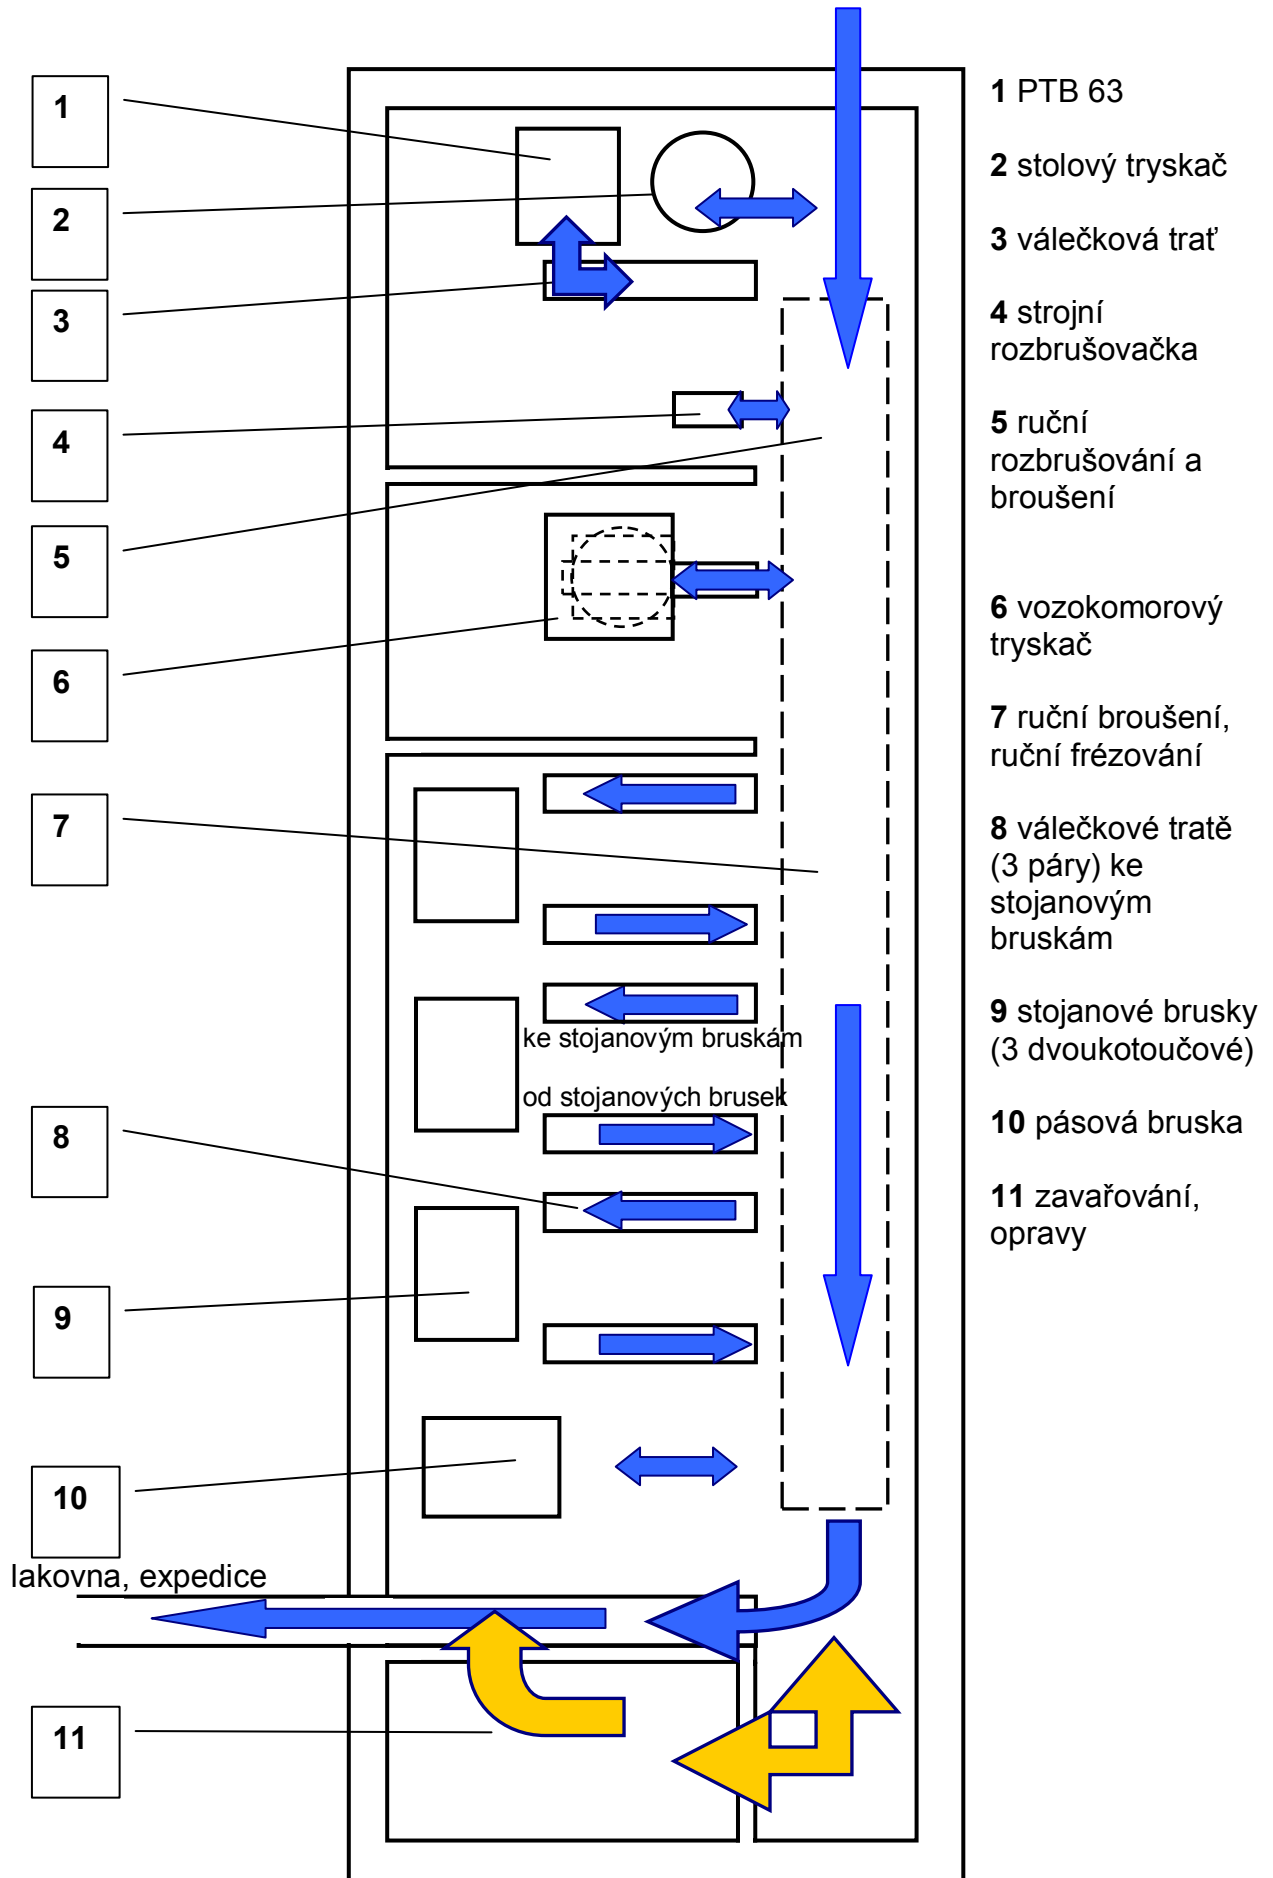 1
2
3
4
5
6
7
8
9
10
11
1 PTB 63
2 stolový tryskač
3 válečková trať
4 strojní
rozbrušovačka
5 ruční
rozbrušování a
broušení
6 vozokomorový
tryskač
7 ruční broušení,
ruční frézování
8 válečkové tratě
(3 páry) ke
stojanovým
bruskám
9 stojanové brusky
(3 dvoukotoučové)
10 pásová bruska
11 zavařování,
opravy
ke stojanovým bruskám
od stojanových brusek
lakovna, expedice